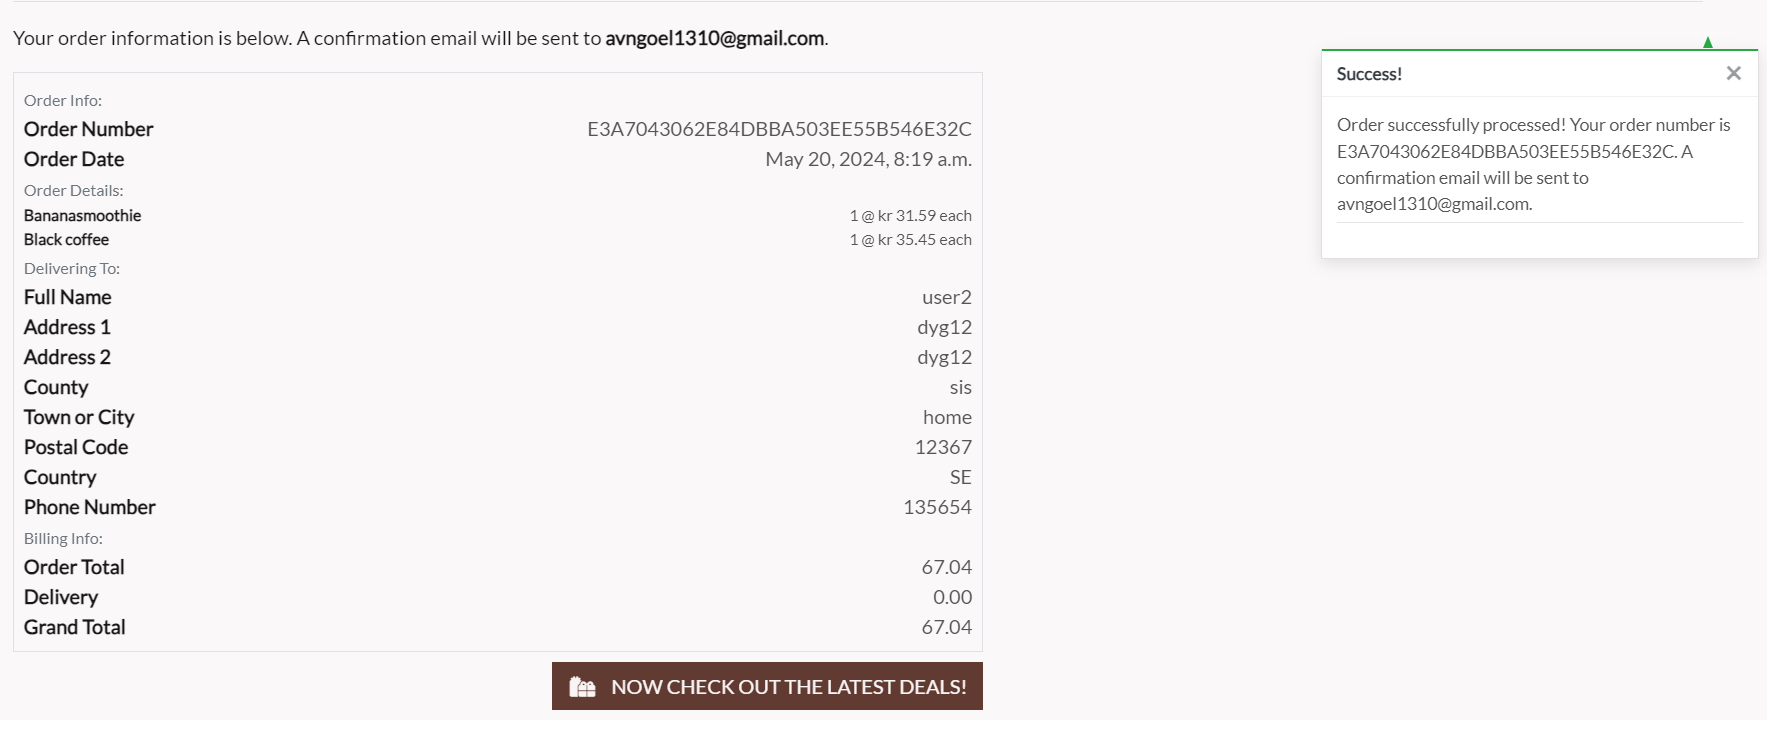 Your order information is below. A confirmation email will be sent to avngoel1310@gmail.com.
Order Info:
Order Number E3A7043062E84DBBA503EE55B546E32C
Order Date May 20, 2024, 8:19 a.m.
Order Details:
Bananasmoothie 1 @ kr 31.59 each
Black coffee 1 @ kr 35.45 each
Delivering To:
Full Name user2
Address 1 dyg12
Address 2 dyg12
County sis
Town or City home
Postal Code 12367
Country SE
Phone Number 135654
Billing Info:
Order Total 67.04
Delivery 0.00
Grand Total 67.04
NOW CHECK OUT THE LATEST DEALS!
Success! ×
Order successfully processed! Your order number is
E3A7043062E84DBBA503EE55B546E32C. A
confirmation email will be sent to
avngoel1310@gmail.com.